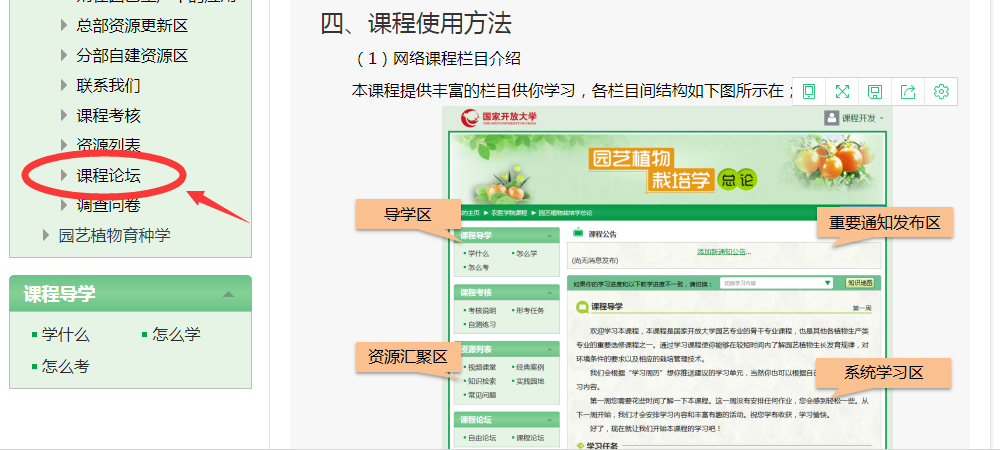 总部资源更新区
分部自建资源区
联系我们
课程考核
资源列表
课程论坛
调查问卷
园艺植物育种学
课程导学
学什么
怎么学
怎么考
四、课程使用方法
（1）网络课程栏目介绍
本课程提供丰富的栏目供你学习，各栏目间结构如下图所示在：
国家开放大学
课程开发
园艺植物
栽培学总论
导学区
的主页 ▶ 农医学院课程 ▶ 园艺植物栽培学总论
重要通知发布区
课程导学
学什么 怎么学
怎么考
课程公告
添加新通知公告...
(尚无消息发布)
如果你的学习进度和以下教学进度不一致，请切换：
切换学习内容
知识地图
课程考核
考核说明 形考任务
自测练习
课程导学
第一周
欢迎学习本课程，本课程是国家开放大学园艺专业的骨干专业课程，也是其他各植物生产类
专业的重要选修课程之一。通过学习课程使你能够在较短时间内了解园艺植物生长发育规律，对
环境条件的要求以及相应的栽培管理技术。
资源汇聚区
资源列表
视频课堂 经典案例
知识检索 实践园地
常见问题
我们会根据“学习周历”想你推送建议的学习单元，当然你也可以根据自己
习内容。
系统学习区
第一周您需要花些时间了解一下本课程。这一周没有安排任何作业，您会感到轻松一些。从
下一周开始，我们才会安排学习内容和丰富有趣的活动。祝您学有收获，学习愉快。
好了，现在就让我们开始本课程的学习吧！
课程论坛
自由论坛 课程论坛
学习任务